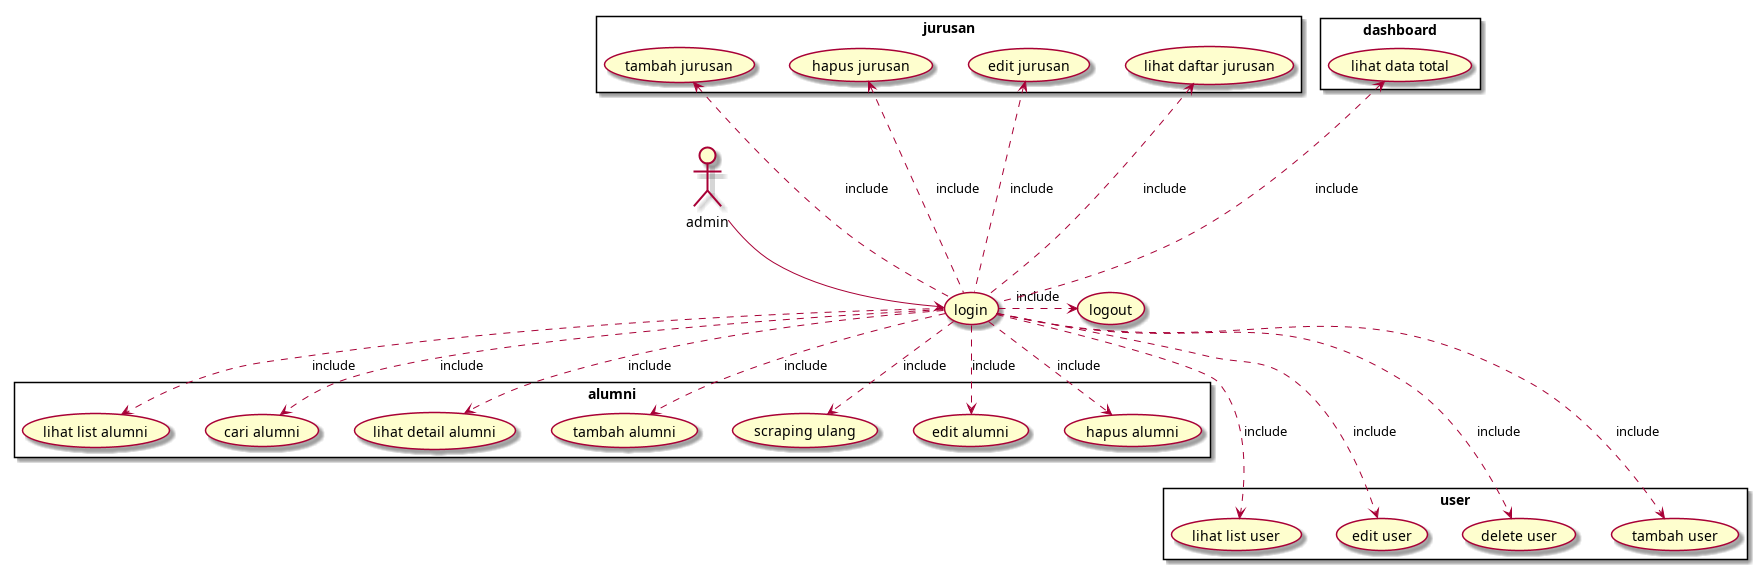 jurusan
dashboard
tambah jurusan
hapus jurusan
edit jurusan
lihat daftar jurusan
lihat data total
include
include
include
include
include
admin
include
login
logout
include
include
include
include
include
include
include
alumni
lihat list alumni
cari alumni
lihat detail alumni
tambah alumni
scraping ulang
edit alumni
hapus alumni
include
include
include
include
user
lihat list user
edit user
delete user
tambah user